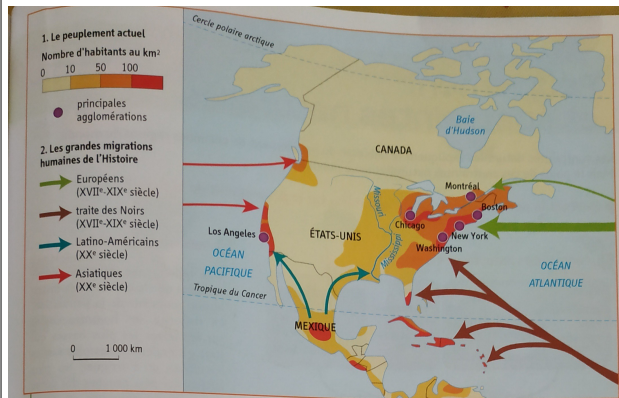 1. Le peuplement actuel
Nombre d'habitants au km²
0 10 50 100
principales
agglomérations
2. Les grandes migrations
humaines de l'Histoire
Européens
(XVIIe-XIXe siècle)
traite des Noirs
(XVIIe-XIXe siècle)
Latino-Américains
(XXe siècle)
Asiatiques
(XXe siècle)
0 1 000 km
Cercle polaire arctique
Baie
d'Hudson
CANADA
Montréal
Boston
Missouri
Chicago
New York
Los Angeles
ÉTATS-UNIS
Mississippi
Washington
OCÉAN
PACIFIQUE
OCÉAN
ATLANTIQUE
Tropique du Cancer
MEXIQUE